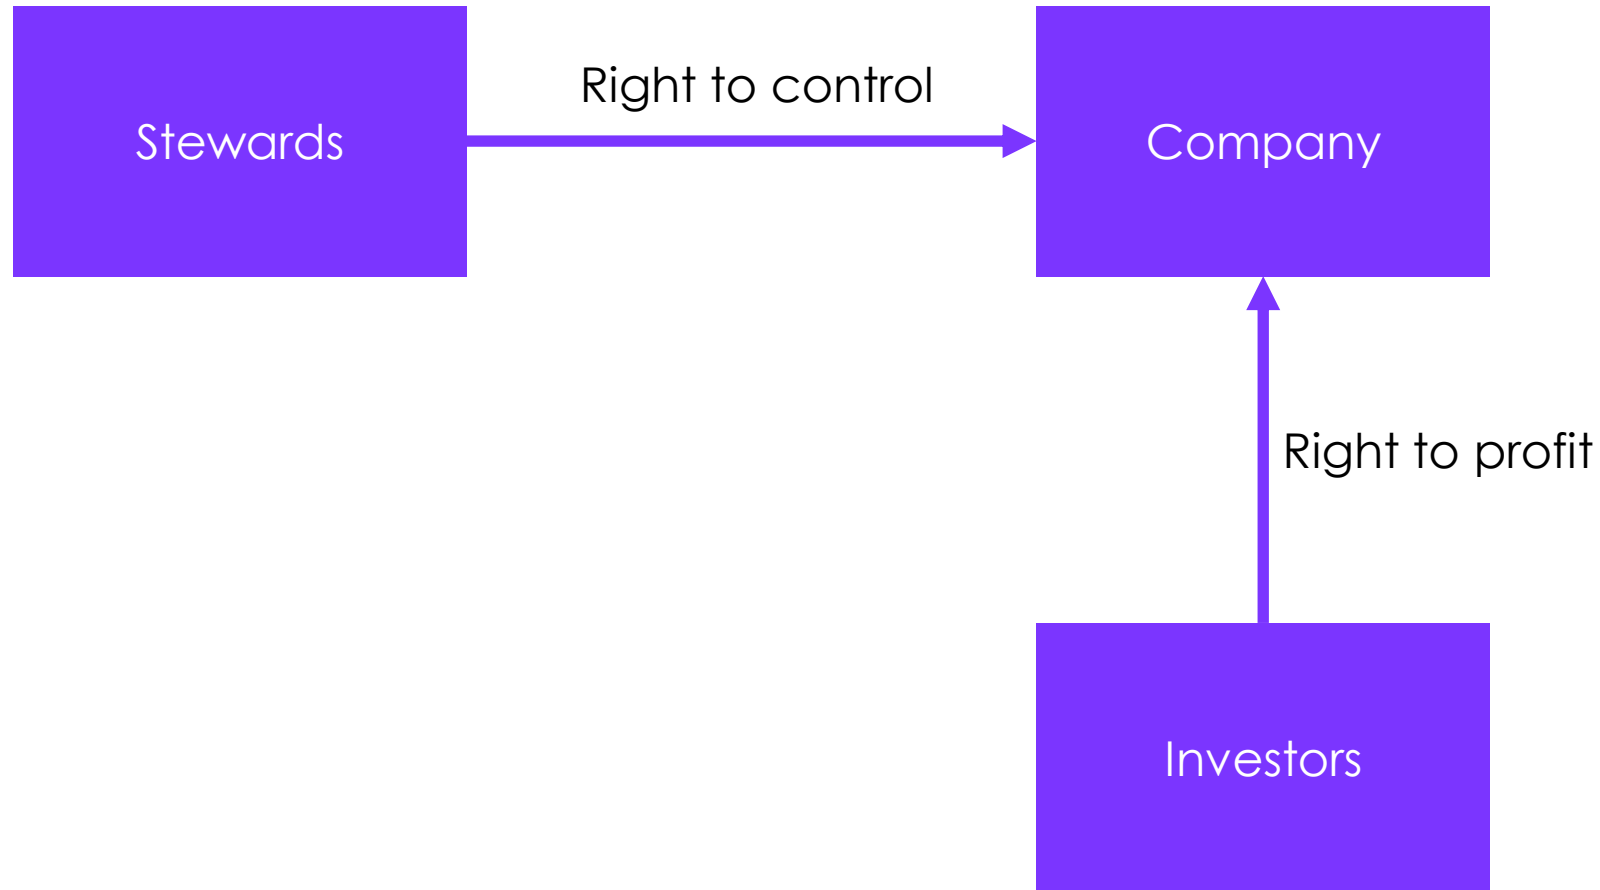 Right to control
Stewards
Company
Right to profit
Investors